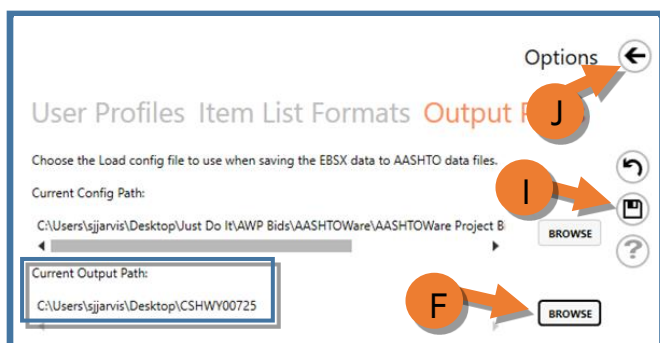 Options
J
User Profiles Item List Formats Output P
Choose the Load config file to use when saving the EBSX data to AASHTO data files.
I
Current Config Path:
C:\Users\sjjarvis\Desktop\Just Do It\AWP Bids\AASHTOWare\AASHTOWare Project B
BROWSE
?
Current Output Path:
C:\Users\sjjarvis\Desktop\CSHWY00725
F
BROWSE